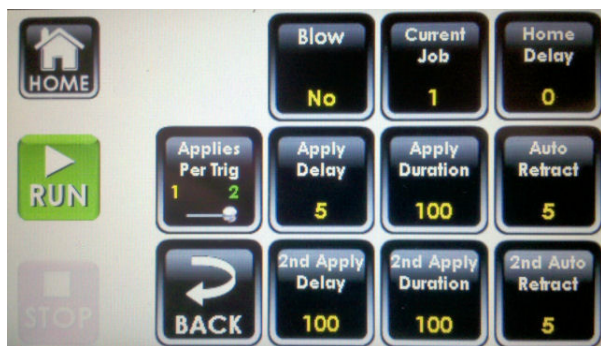 HOME
Blow
No
Current
Job
1
Home
Delay
0
RUN
Applies
Per Trig
1 2
Apply
Delay
5
Apply
Duration
100
Auto
Retract
5
STOP
BACK
2nd Apply
Delay
100
2nd Apply
Duration
100
2nd Auto
Retract
5